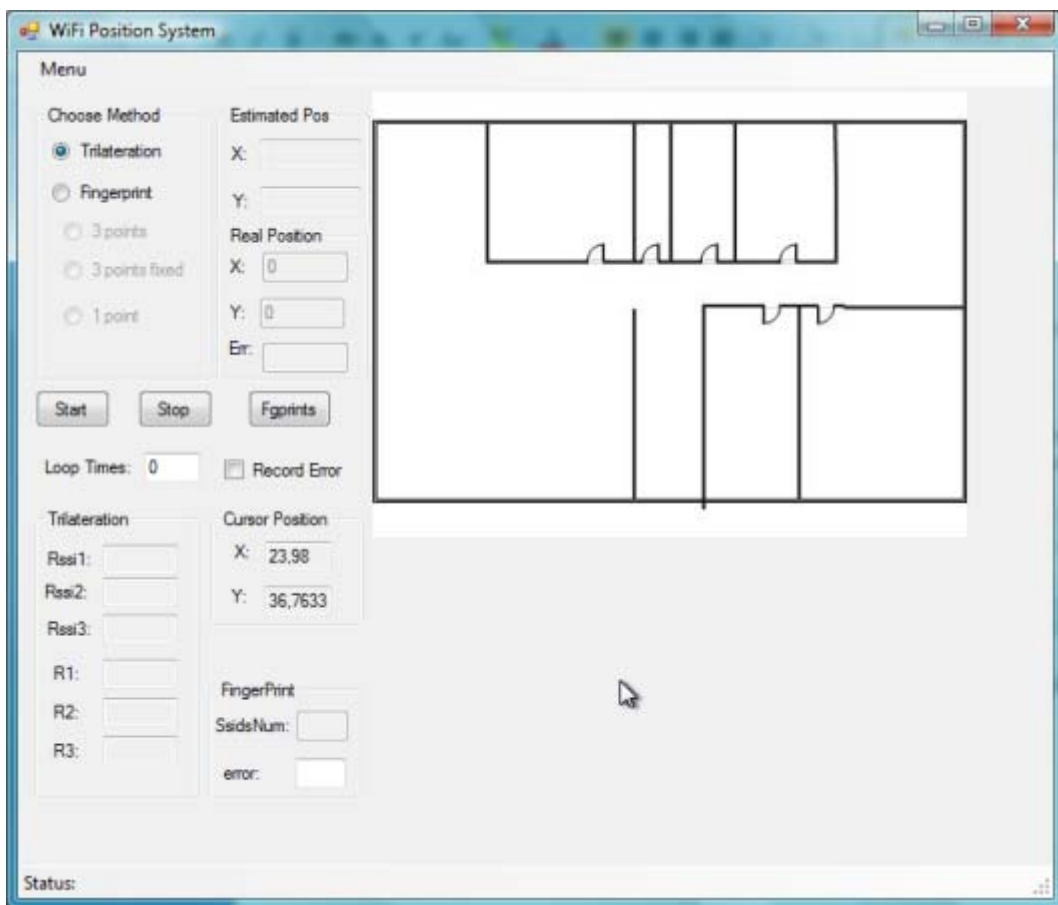 WiFi Position System
Menu
Choose Method
Trilateration
Fingerprint
3 points
3 points fixed
1 point
Estimated Pos
X:
Y:
Real Position
X: 0
Y: 0
Err:
Start Stop Fgprints
Loop Times: 0 Record Error
Trilateration
Rssi1:
Rssi2:
Rssi3:
R1:
R2:
R3:
Cursor Position
X: 23,98
Y: 36,7633
FingerPrint
SsidsNum:
error:
Status: